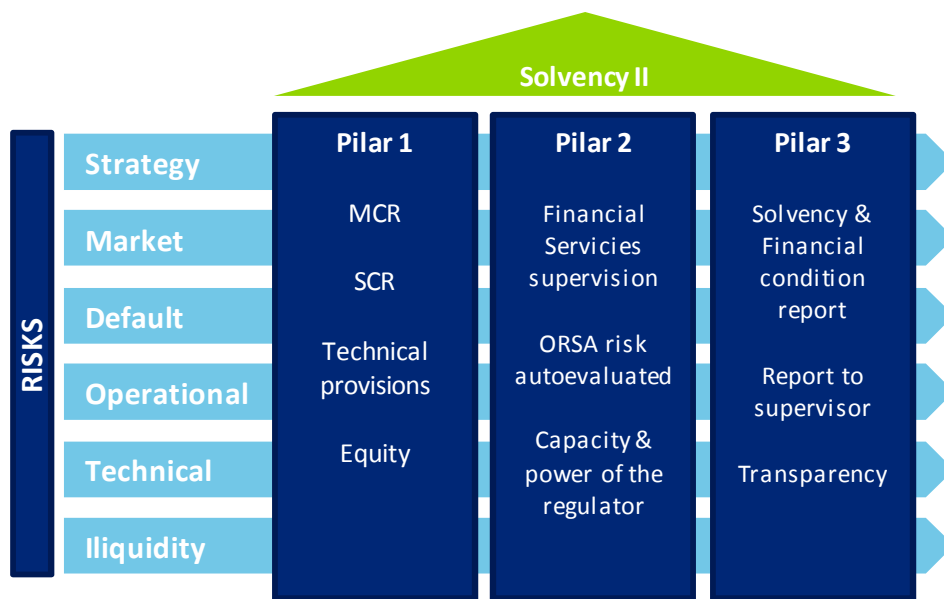 Solvency II
RISKS
Strategy
Market
Default
Operational
Technical
Iliquidity
Pilar 1
MCR
SCR
Technical
provisions
Equity
Pilar 2
Financial
Servicies
supervision
ORSA risk
autoevaluated
Capacity &
power of the
regulator
Pilar 3
Solvency &
Financial
condition
report
Report to
supervisor
Transparency